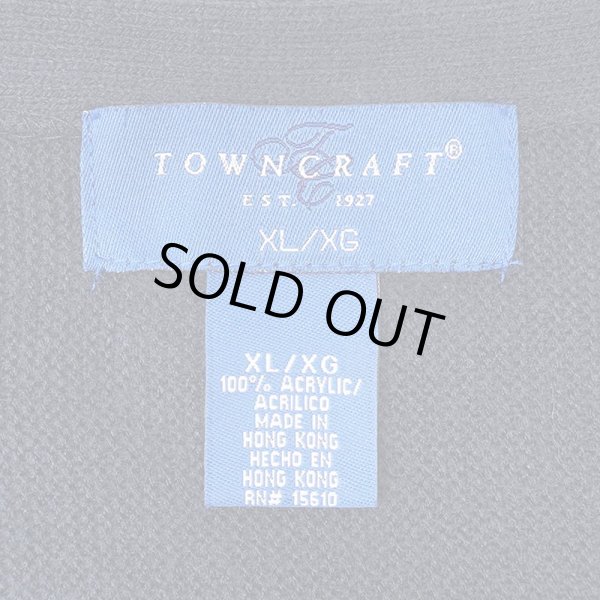 TOWNCRAFT®
EST. 1927
XL/XG
SOLD OUT
XL/XG
100% ACRYLIC/
ACRILICO
MADE IN
HONG KONG
HECHO EN
HONG KONG
RN# 15610